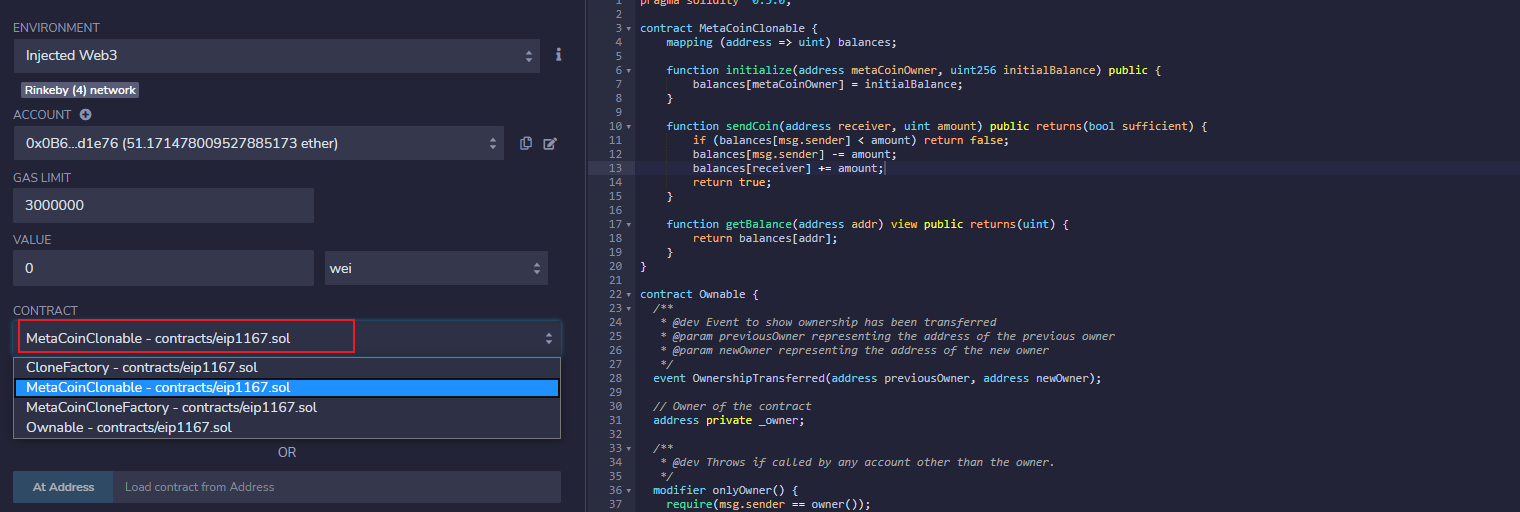 ENVIRONMENT
Injected Web3
Rinkeby (4) network
ACCOUNT
0x0B6...d1e76 (51.171478009527885173 ether)
GAS LIMIT
3000000
VALUE
0
wei
CONTRACT
MetaCoinClonable - contracts/eip1167.sol
CloneFactory - contracts/eip1167.sol
MetaCoinClonable - contracts/eip1167.sol
MetaCoinCloneFactory - contracts/eip1167.sol
Ownable - contracts/eip1167.sol
OR
At Address
Load contract from Address
1 pragma solidity ^0.5.0;
2
3 contract MetaCoinClonable {
4 mapping (address => uint) balances;
5
6 function initialize(address metaCoinOwner, uint256 initialBalance) public {
7 balances[metaCoinOwner] = initialBalance;
8 }
9
10 function sendCoin(address receiver, uint amount) public returns(bool sufficient) {
11 if (balances[msg.sender] < amount) return false;
12 balances[msg.sender] -= amount;
13 balances[receiver] += amount;
14 return true;
15 }
16
17 function getBalance(address addr) view public returns(uint) {
18 return balances[addr];
19 }
20 }
21
22 contract Ownable {
23 /**
24 * @dev Event to show ownership has been transferred
25 * @param previousOwner representing the address of the previous owner
26 * @param newOwner representing the address of the new owner
27 */
28 event OwnershipTransferred(address previousOwner, address newOwner);
29
30 // Owner of the contract
31 address private _owner;
32
33 /**
34 * @dev Throws if called by any account other than the owner.
35 */
36 modifier onlyOwner() {
37 require(msg.sender == owner());